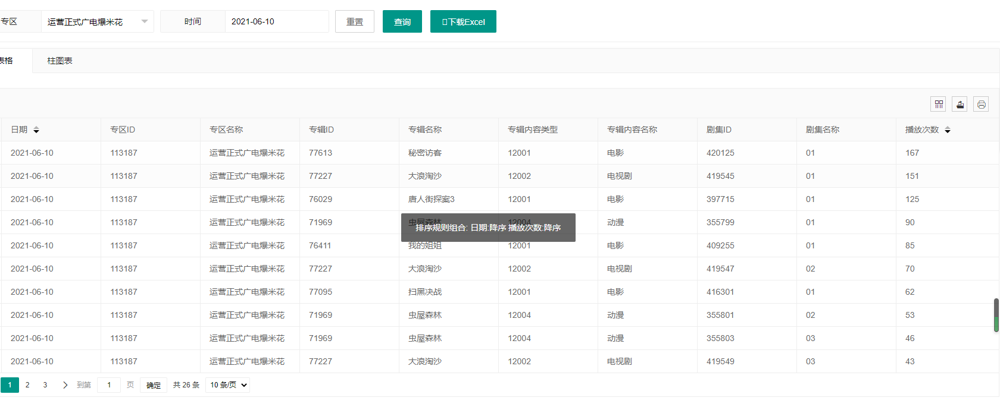 专区 运营正式广电爆米花 时间 2021-06-10 重置 查询 下载Excel
表格 柱图表
日期 专区ID 专区名称 专辑ID 专辑名称 专辑内容类型 专辑内容名称 剧集ID 剧集名称 播放次数
2021-06-10 113187 运营正式广电爆米花 77613 秘密访客 12001 电影 420125 01 167
2021-06-10 113187 运营正式广电爆米花 77227 大浪淘沙 12002 电视剧 419545 01 151
2021-06-10 113187 运营正式广电爆米花 76029 唐人街探案3 12001 电影 397715 01 125
2021-06-10 113187 运营正式广电爆米花 71969 虫屋森林 12004 动漫 355799 01 90
排序规则组合: 日期:降序 播放次数:降序
2021-06-10 113187 运营正式广电爆米花 76411 我的姐姐 12001 电影 409255 01 85
2021-06-10 113187 运营正式广电爆米花 77227 大浪淘沙 12002 电视剧 419547 02 70
2021-06-10 113187 运营正式广电爆米花 77095 扫黑决战 12001 电影 416301 01 62
2021-06-10 113187 运营正式广电爆米花 71969 虫屋森林 12004 动漫 355801 02 53
2021-06-10 113187 运营正式广电爆米花 71969 虫屋森林 12004 动漫 355803 03 46
2021-06-10 113187 运营正式广电爆米花 77227 大浪淘沙 12002 电视剧 419549 03 43
1 2 3 到第 1 页 确定 共 26 条 10 条/页